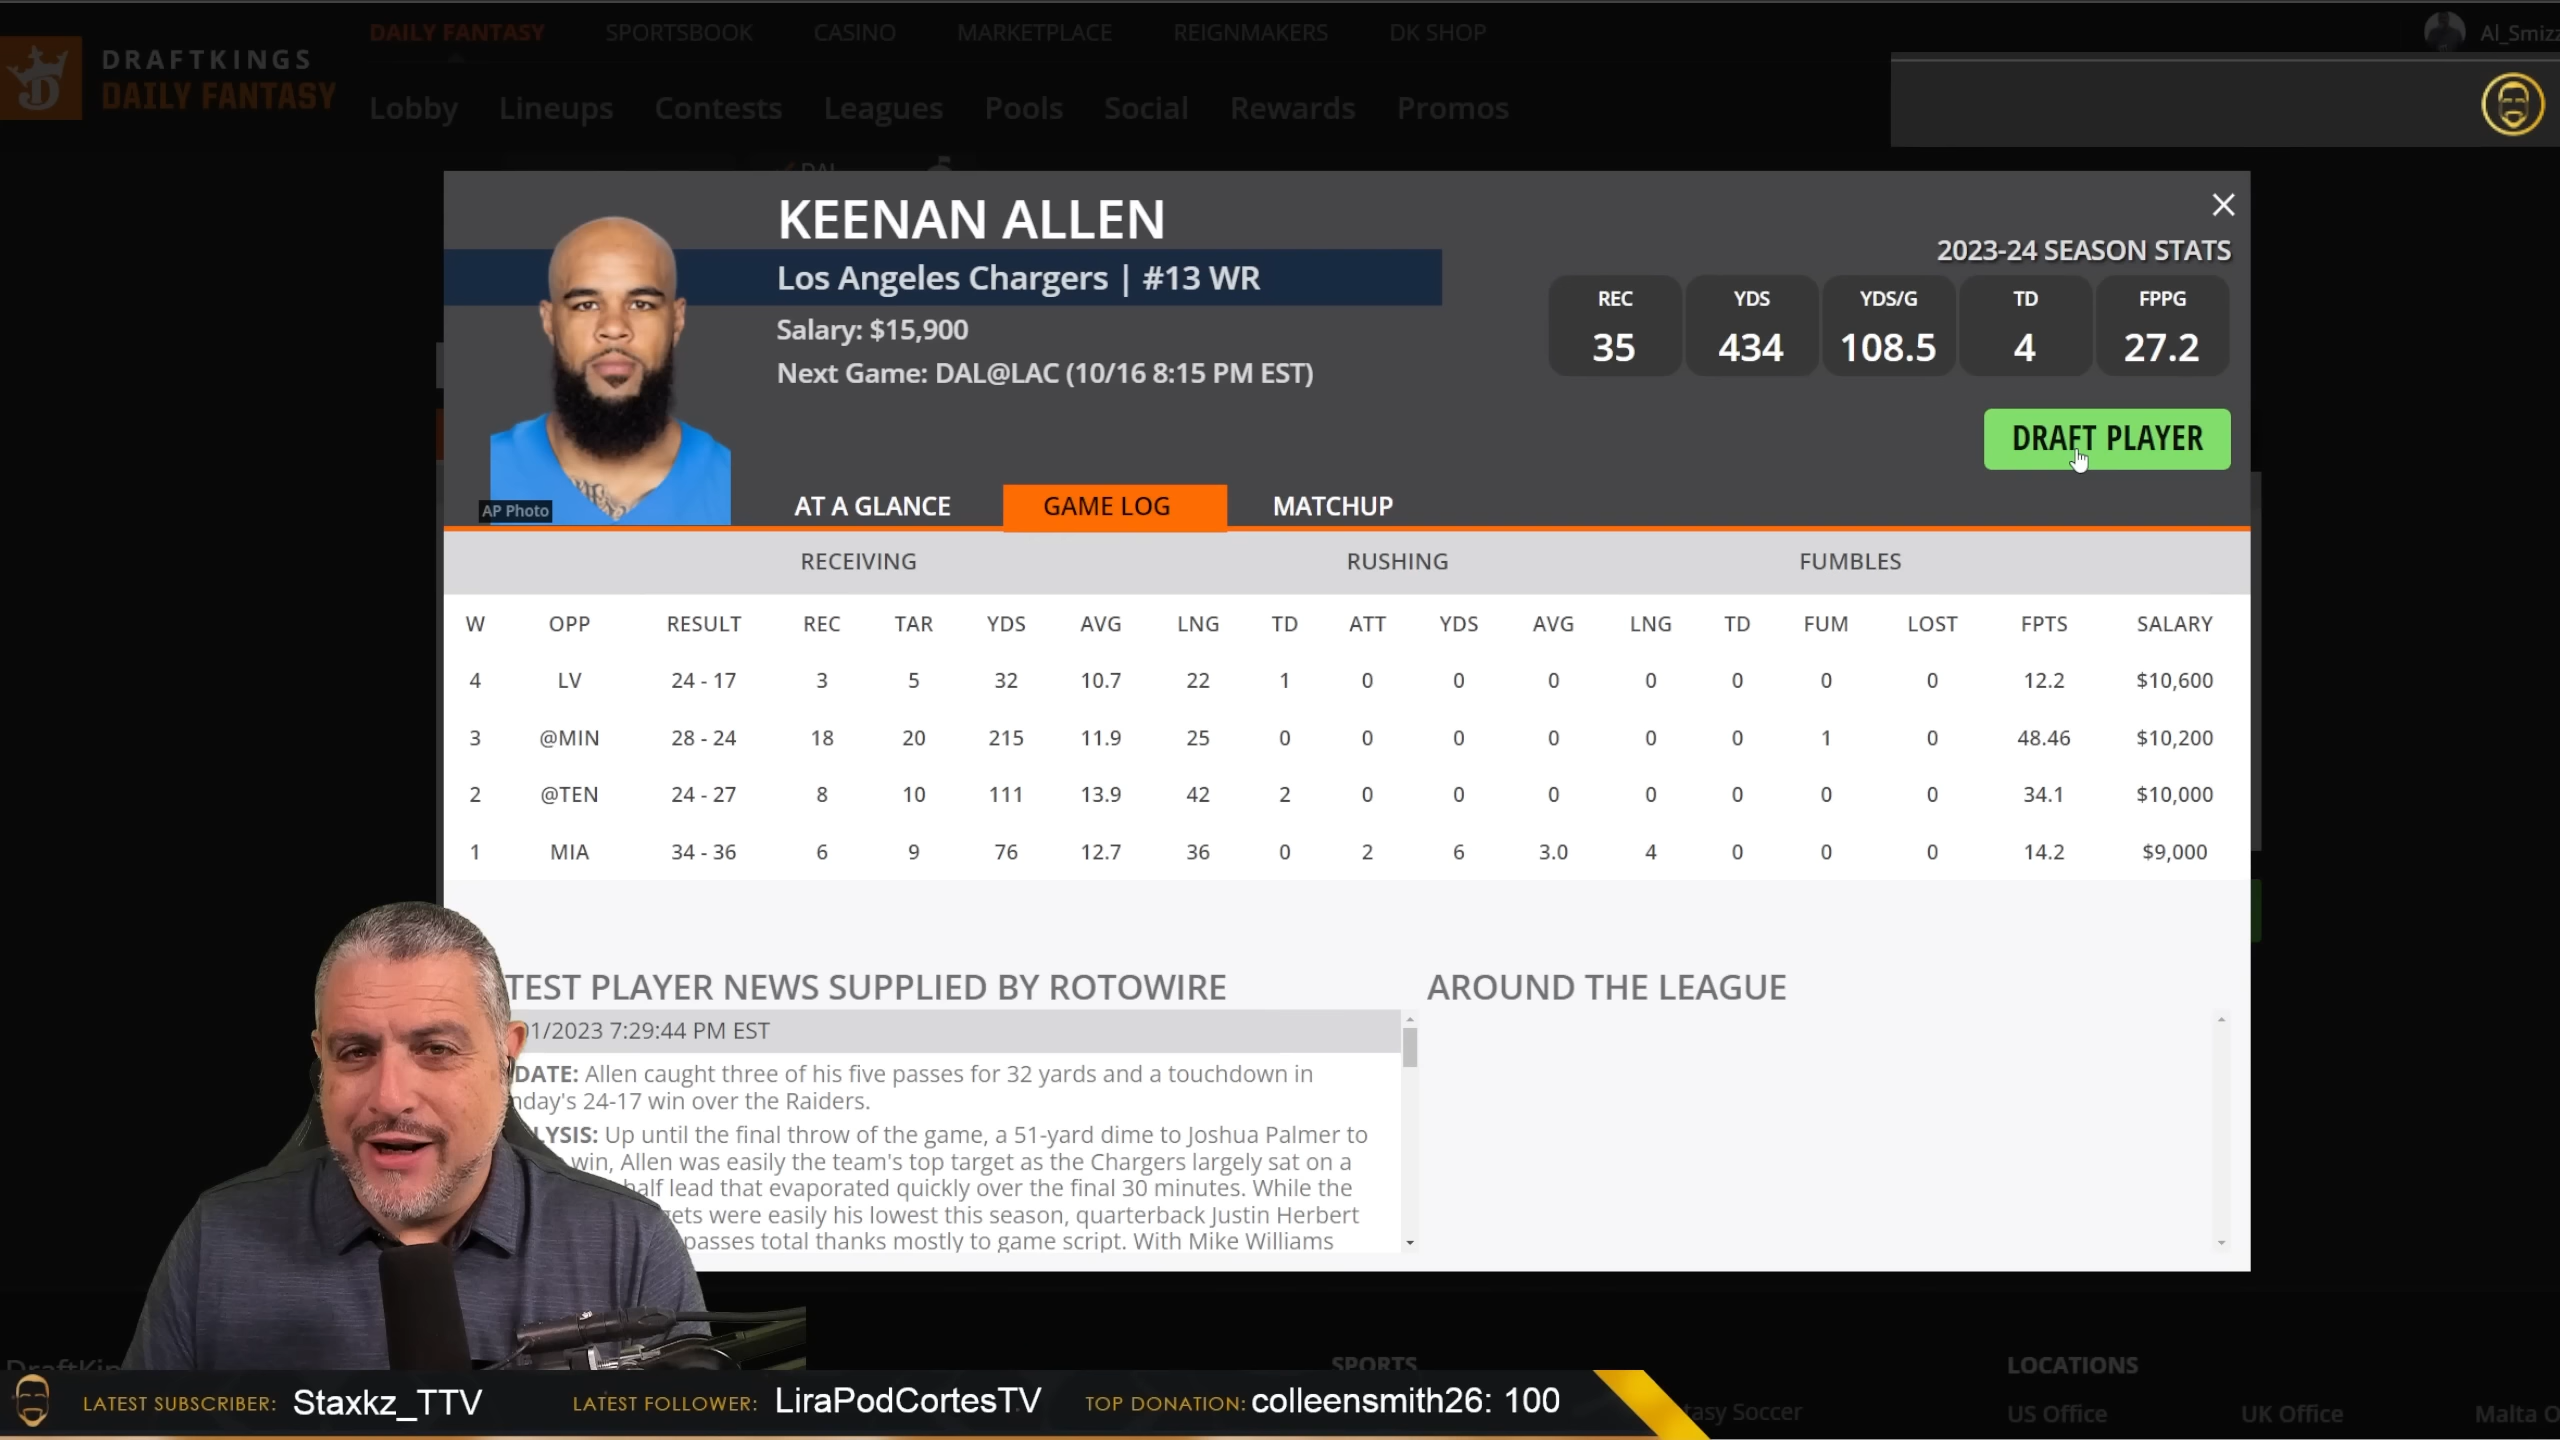 DAILY FANTASY SPORTSBOOK CASINO MARKETPLACE REIGNMAKERS DK SHOP
DRAFTKINGS
DAILY FANTASY
Lobby Lineups Contests Leagues Pools Social Rewards Promos
DAL
KEENAN ALLEN
Los Angeles Chargers | #13 WR
Salary: $15,900
Next Game: DAL@LAC (10/16 8:15 PM EST)
2023-24 SEASON STATS
REC YDS YDS/G TD FPPG
35 434 108.5 4 27.2
DRAFT PLAYER
AP Photo
AT A GLANCE GAME LOG MATCHUP
RECEIVING RUSHING FUMBLES
W OPP RESULT REC TAR YDS AVG LNG TD ATT YDS AVG LNG TD FUM LOST FPTS SALARY
4 LV 24 - 17 3 5 32 10.7 22 1 0 0 0 0 0 0 0 12.2 $10,600
3 @MIN 28 - 24 18 20 215 11.9 25 0 0 0 0 0 0 1 0 48.46 $10,200
2 @TEN 24 - 27 8 10 111 13.9 42 2 0 0 0 0 0 0 0 34.1 $10,000
1 MIA 34 - 36 6 9 76 12.7 36 0 2 6 3.0 4 0 0 0 14.2 $9,000
TEST PLAYER NEWS SUPPLIED BY ROTOWIRE
1/2023 7:29:44 PM EST
DATE: Allen caught three of his five passes for 32 yards and a touchdown in
nday's 24-17 win over the Raiders.
LYSIS: Up until the final throw of the game, a 51-yard dime to Joshua Palmer to
win, Allen was easily the team's top target as the Chargers largely sat on a
half lead that evaporated quickly over the final 30 minutes. While the
ets were easily his lowest this season, quarterback Justin Herbert
passes total thanks mostly to game script. With Mike Williams
AROUND THE LEAGUE
SPORTS
LOCATIONS
tasy Soccer
US Office UK Office Malta O
LATEST SUBSCRIBER: Staxkz_TTV LATEST FOLLOWER: LiraPodCortesTV TOP DONATION: colleensmith26: 100